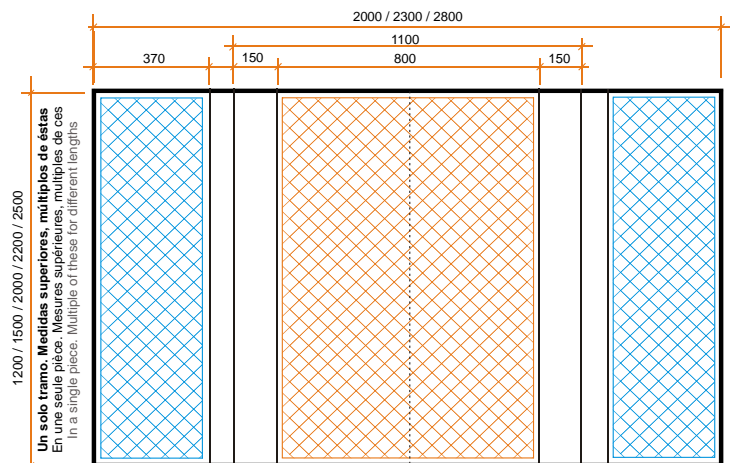 2000 / 2300 / 2800
1100
370
150
800
150
1200 / 1500 / 2000 / 2200 / 2500
Un solo tramo. Medidas superiores, múltiplos de éstas
En une seule pièce. Mesures supérieures, multiples de ces
In a single piece. Multiple of these for different lengths